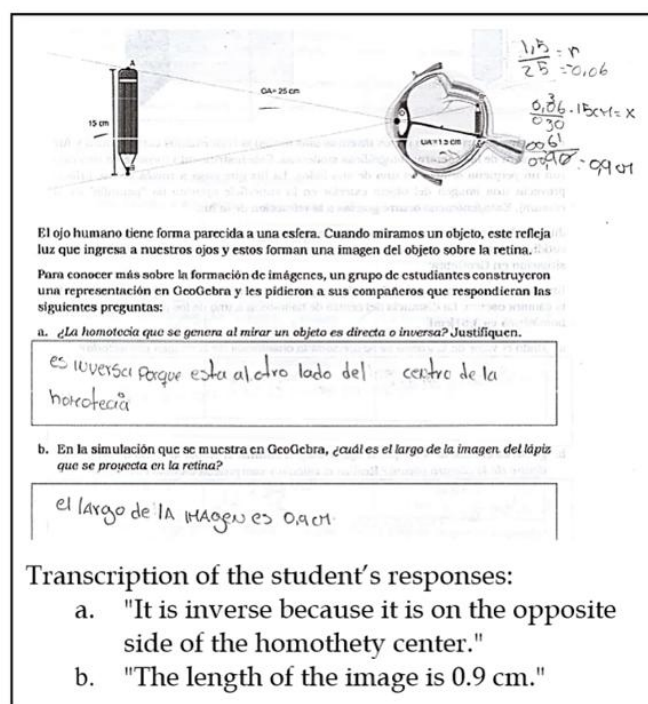 A
15 cm
B
OA= 25 cm
OA'= 1.5 cm
1,5 = r
25 = 0,06
0,06 · 15cm = x
030
0061
0,090 = 0,9 cm
El ojo humano tiene forma parecida a una esfera. Cuando miramos un objeto, este refleja
luz que ingresa a nuestros ojos y estos forman una imagen del objeto sobre la retina.
Para conocer más sobre la formación de imágenes, un grupo de estudiantes construyeron
una representación en GeoGebra y les pidieron a sus compañeros que respondieran las
siguientes preguntas:
a. ¿La homotecia que se genera al mirar un objeto es directa o inversa? Justifiquen.
es inversa porque esta al otro lado del centro de la
homotecia
b. En la simulación que se muestra en GeoGebra, ¿cuál es el largo de la imagen del lápiz
que se proyecta en la retina?
el largo de la imagen es 0,9 cm
Transcription of the student's responses:
a. "It is inverse because it is on the opposite
side of the homothety center."
b. "The length of the image is 0.9 cm."